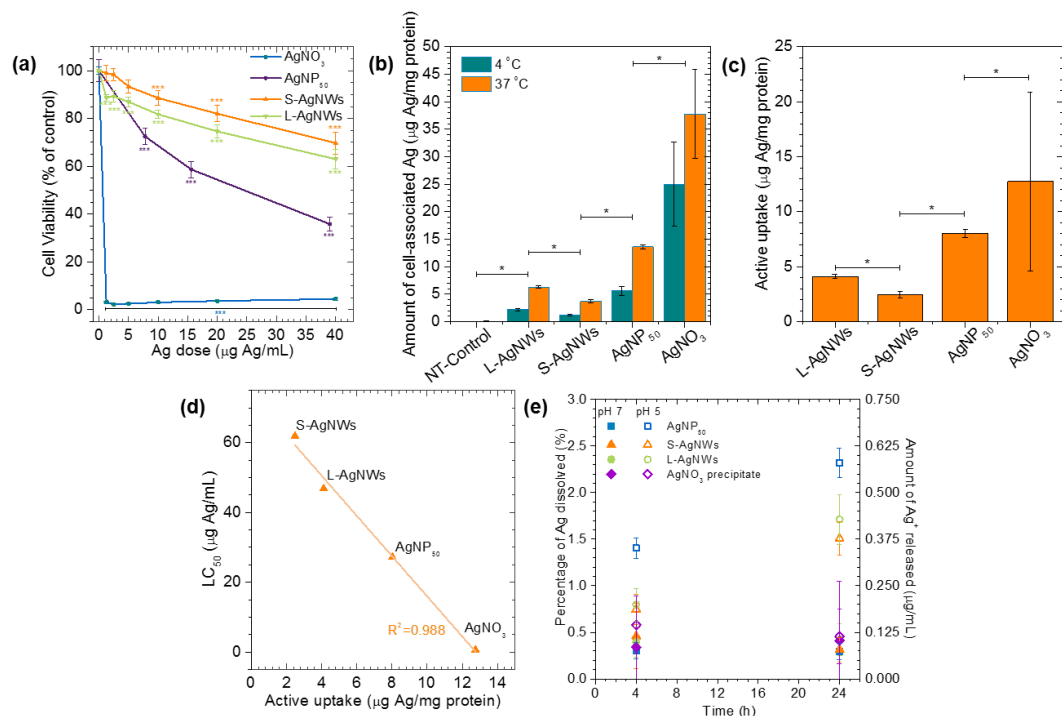 (a)
Cell Viability (% of control)
100
80
60
40
20
0
AgNO3
AgNP50
S-AgNWs
L-AgNWs
***
***
***
***
***
***
***
***
***
***
***
***
***
0 5 10 15 20 25 30 35 40
Ag dose (μg Ag/mL)
(b)
Amount of cell-associated Ag (μg Ag/mg protein)
50
45
40
35
30
25
20
15
10
5
0
4 °C
37 °C
*
*
*
*
NT-Control
L-AgNWs
S-AgNWs
AgNP50
AgNO3
(c)
Active uptake (μg Ag/mg protein)
25
20
15
10
5
0
*
*
*
L-AgNWs
S-AgNWs
AgNP50
AgNO3
(d)
LC50 (μg Ag/mL)
60
40
20
0
S-AgNWs
L-AgNWs
AgNP50
AgNO3
R2=0.988
0 2 4 6 8 10 12 14
Active uptake (μg Ag/mg protein)
(e)
Percentage of Ag dissolved (%)
3.0
2.5
2.0
1.5
1.0
0.5
0.0
pH 7 pH 5
AgNP50
S-AgNWs
L-AgNWs
AgNO3 precipitate
0.750
0.625
0.500
0.375
0.250
0.125
0.000
Amount of Ag+ released (μg/mL)
0 4 8 12 16 20 24
Time (h)